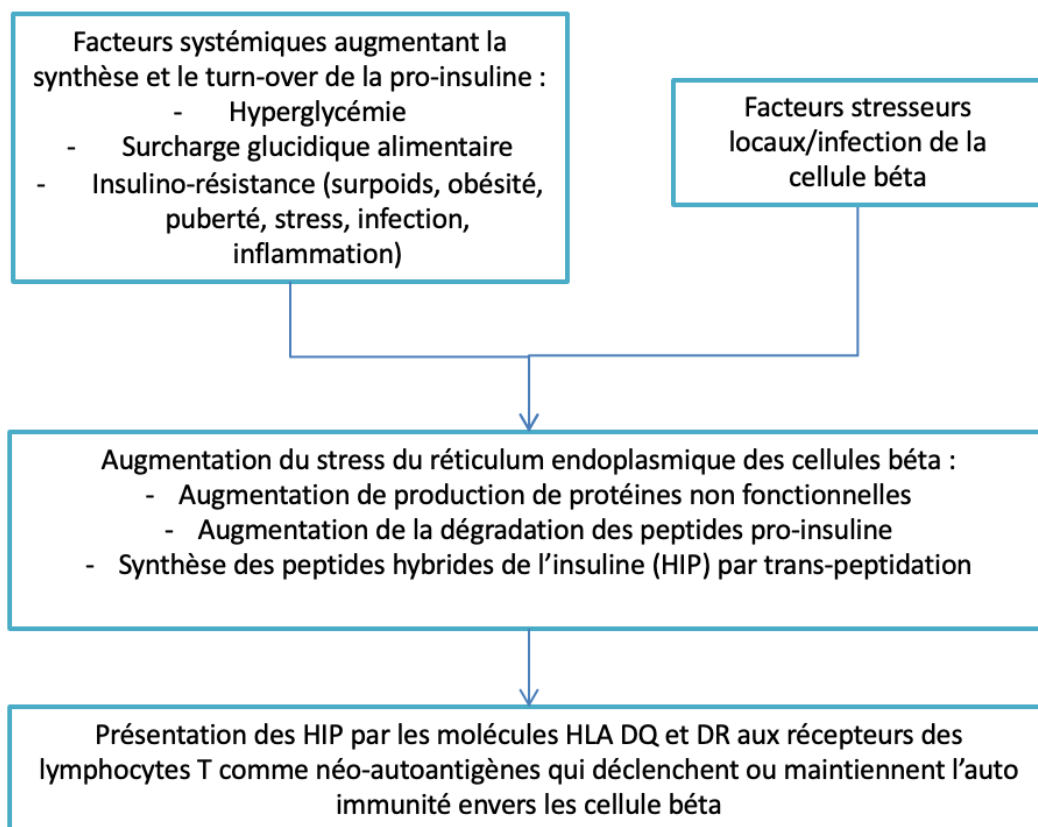 Facteurs systémiques augmentant la
synthèse et le turn-over de la pro-insuline :
- Hyperglycémie
- Surcharge glucidique alimentaire
- Insulino-résistance (surpoids, obésité,
puberté, stress, infection,
inflammation)
Facteurs stresseurs
locaux/infection de la
cellule béta
Augmentation du stress du réticulum endoplasmique des cellules béta :
- Augmentation de production de protéines non fonctionnelles
- Augmentation de la dégradation des peptides pro-insuline
- Synthèse des peptides hybrides de l’insuline (HIP) par trans-peptidation
Présentation des HIP par les molécules HLA DQ et DR aux récepteurs des
lymphocytes T comme néo-autoantigènes qui déclenchent ou maintiennent l’auto
immunité envers les cellule béta